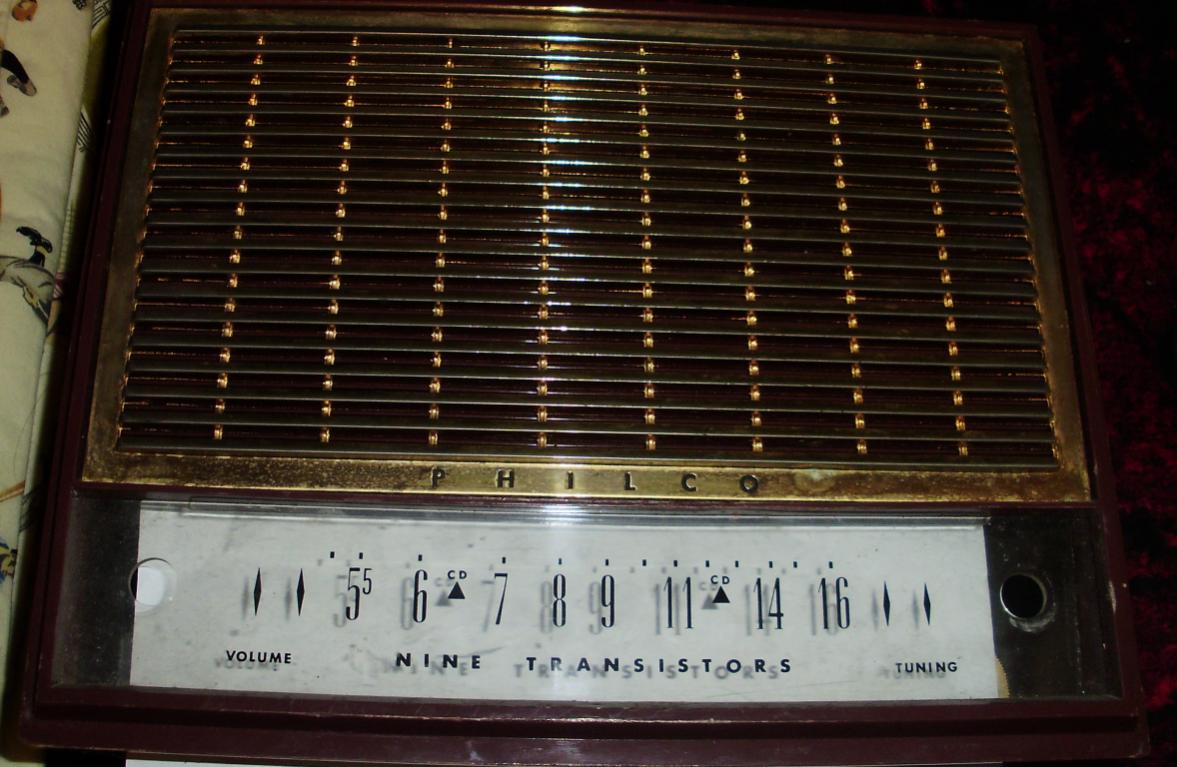 PHILCO
5⁵ 6 CD 7 8 9 11 CD 14 16
VOLUME NINE TRANSISTORS TUNING